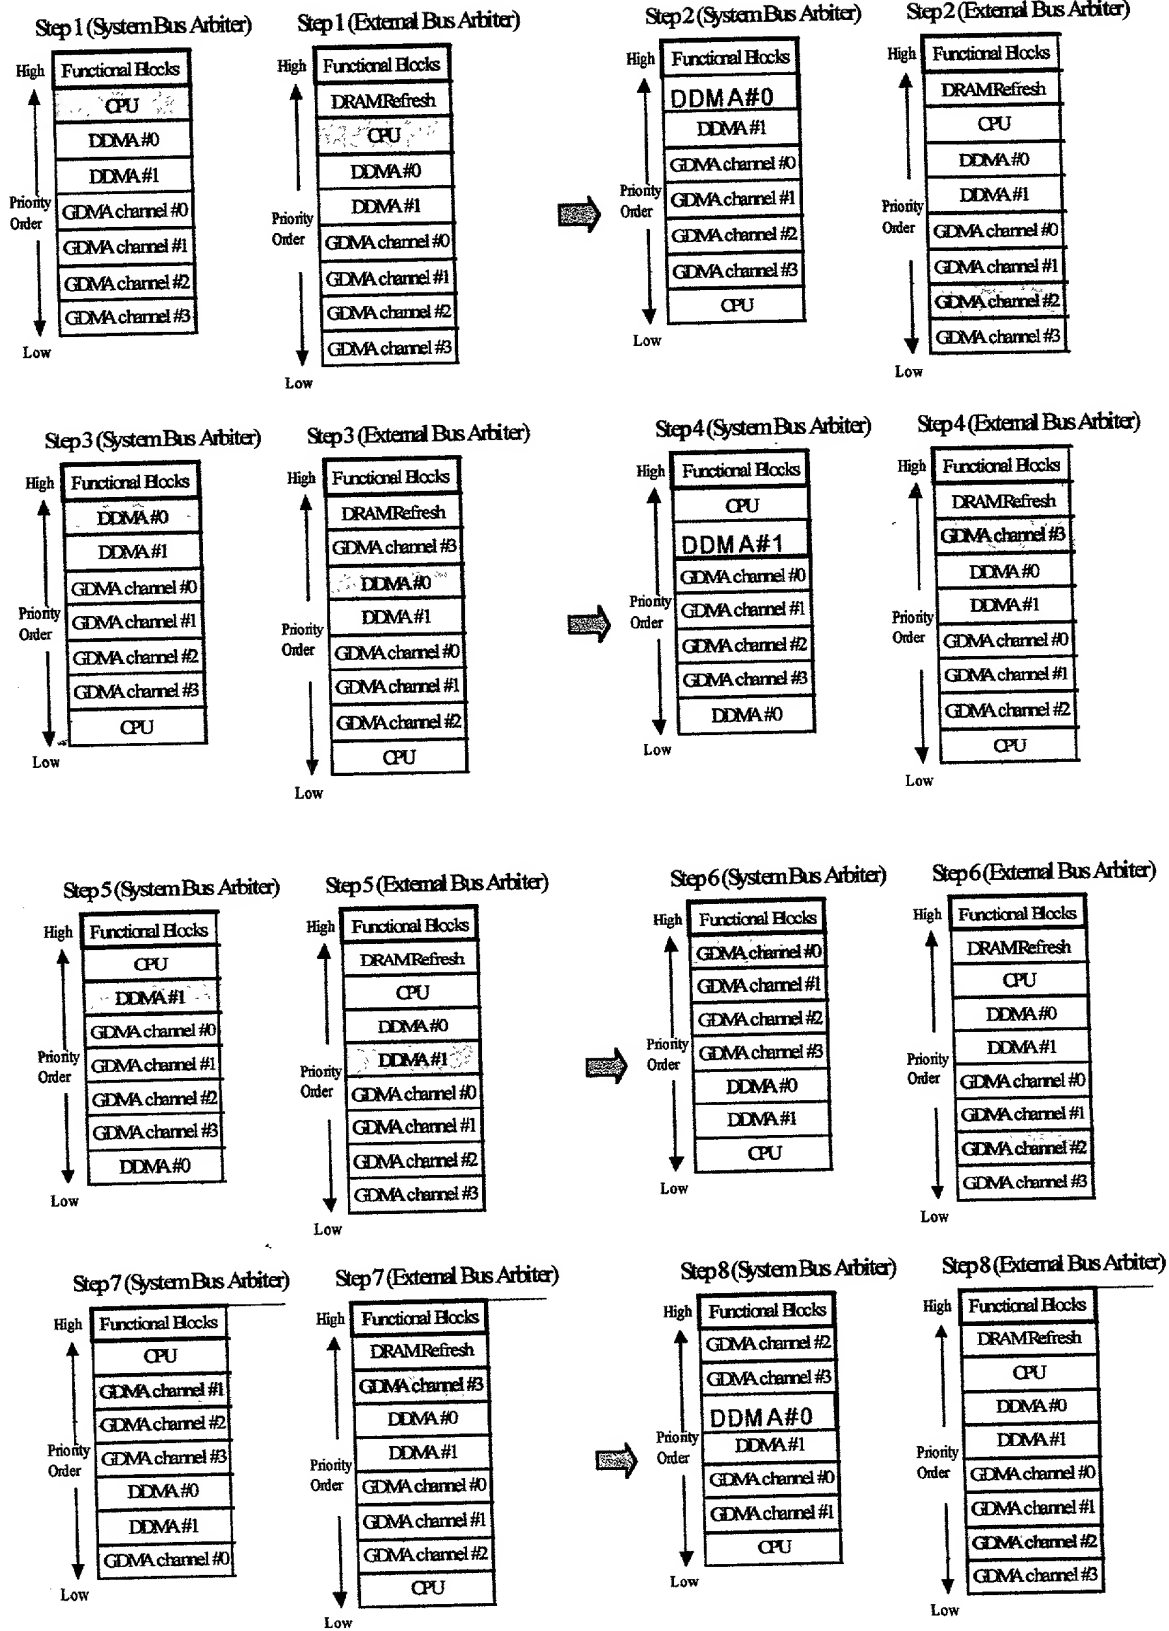 Step 1 (System Bus Arbiter)
High
Functional Blocks
CPU
DDMA #0
DDMA #1
GDMA channel #0
GDMA channel #1
GDMA channel #2
GDMA channel #3
Priority
Order
Low
Step 1 (External Bus Arbiter)
High
Functional Blocks
DRAM Refresh
CPU
DDMA #0
DDMA #1
GDMA channel #0
GDMA channel #1
GDMA channel #2
GDMA channel #3
Priority
Order
Low
Step 2 (System Bus Arbiter)
High
Functional Blocks
DDMA#0
DDMA #1
GDMA channel #0
GDMA channel #1
GDMA channel #2
GDMA channel #3
CPU
Priority
Order
Low
Step 2 (External Bus Arbiter)
High
Functional Blocks
DRAM Refresh
CPU
DDMA #0
DDMA #1
GDMA channel #0
GDMA channel #1
GDMA channel #2
GDMA channel #3
Priority
Order
Low
Step 3 (System Bus Arbiter)
High
Functional Blocks
DDMA #0
DDMA #1
GDMA channel #0
GDMA channel #1
GDMA channel #2
GDMA channel #3
CPU
Priority
Order
Low
Step 3 (External Bus Arbiter)
High
Functional Blocks
DRAM Refresh
GDMA channel #3
DDMA #0
DDMA #1
GDMA channel #0
GDMA channel #1
GDMA channel #2
CPU
Priority
Order
Low
Step 4 (System Bus Arbiter)
High
Functional Blocks
CPU
DDMA#1
GDMA channel #0
GDMA channel #1
GDMA channel #2
GDMA channel #3
DDMA #0
Priority
Order
Low
Step 4 (External Bus Arbiter)
High
Functional Blocks
DRAM Refresh
GDMA channel #3
DDMA #0
DDMA #1
GDMA channel #0
GDMA channel #1
GDMA channel #2
CPU
Priority
Order
Low
Step 5 (System Bus Arbiter)
High
Functional Blocks
CPU
DDMA #1
GDMA channel #0
GDMA channel #1
GDMA channel #2
GDMA channel #3
DDMA #0
Priority
Order
Low
Step 5 (External Bus Arbiter)
High
Functional Blocks
DRAM Refresh
CPU
DDMA #0
DDMA #1
GDMA channel #0
GDMA channel #1
GDMA channel #2
GDMA channel #3
Priority
Order
Low
Step 6 (System Bus Arbiter)
High
Functional Blocks
GDMA channel #0
GDMA channel #1
GDMA channel #2
GDMA channel #3
DDMA #0
DDMA #1
CPU
Priority
Order
Low
Step 6 (External Bus Arbiter)
High
Functional Blocks
DRAM Refresh
CPU
DDMA #0
DDMA #1
GDMA channel #0
GDMA channel #1
GDMA channel #2
GDMA channel #3
Priority
Order
Low
Step 7 (System Bus Arbiter)
High
Functional Blocks
CPU
GDMA channel #1
GDMA channel #2
GDMA channel #3
DDMA #0
DDMA #1
GDMA channel #0
Priority
Order
Low
Step 7 (External Bus Arbiter)
High
Functional Blocks
DRAM Refresh
GDMA channel #3
DDMA #0
DDMA #1
GDMA channel #0
GDMA channel #1
GDMA channel #2
CPU
Priority
Order
Low
Step 8 (System Bus Arbiter)
High
Functional Blocks
GDMA channel #2
GDMA channel #3
DDMA#0
DDMA #1
GDMA channel #0
GDMA channel #1
CPU
Priority
Order
Low
Step 8 (External Bus Arbiter)
High
Functional Blocks
DRAM Refresh
CPU
DDMA #0
DDMA #1
GDMA channel #0
GDMA channel #1
GDMA channel #2
GDMA channel #3
Priority
Order
Low